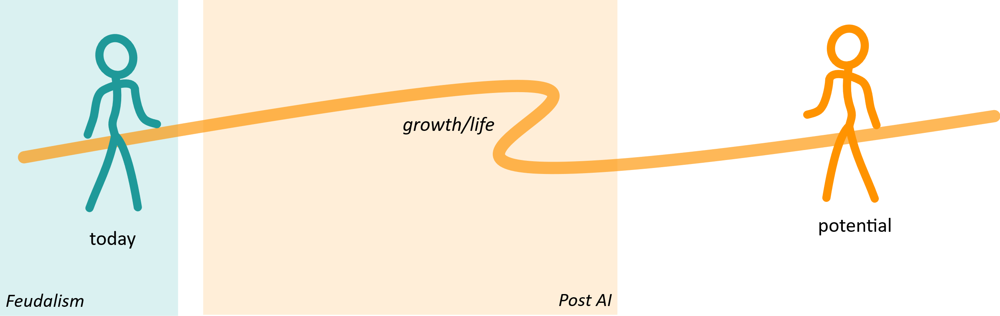 growth/life
today
potential
Feudalism
Post AI